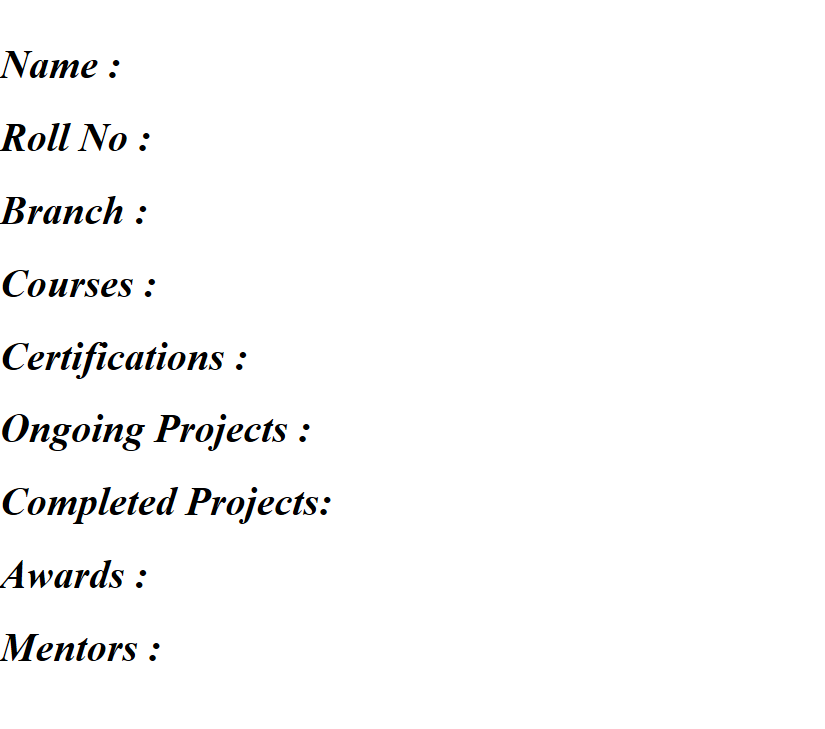 Name :
Roll No :
Branch :
Courses :
Certifications :
Ongoing Projects :
Completed Projects:
Awards :
Mentors :